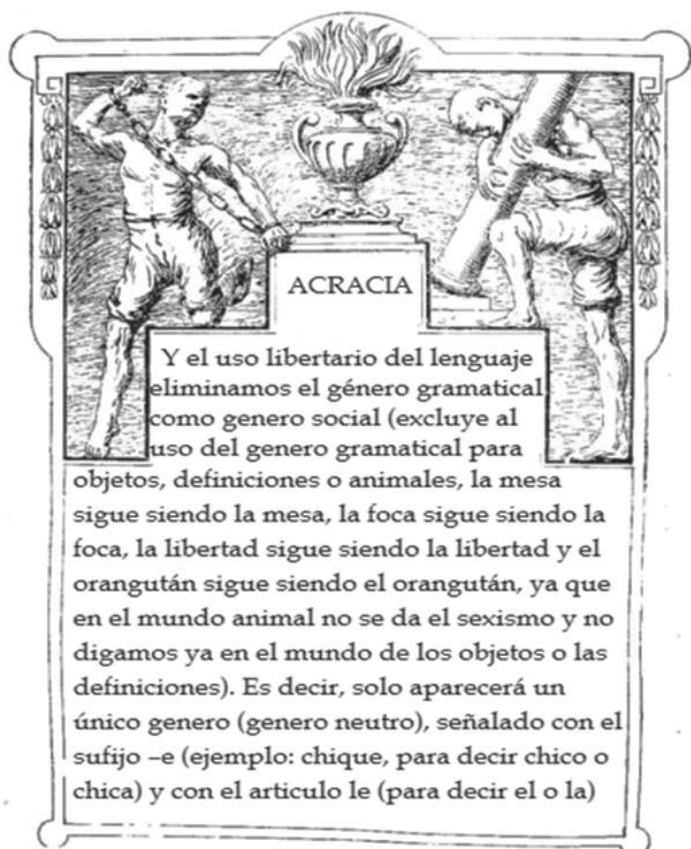 ACRACIA
Y el uso libertario del lenguaje
eliminamos el género gramatical
como genero social (excluye al
uso del genero gramatical para
objetos, definiciones o animales, la mesa
sigue siendo la mesa, la foca sigue siendo la
foca, la libertad sigue siendo la libertad y el
orangután sigue siendo el orangután, ya que
en el mundo animal no se da el sexismo y no
digamos ya en el mundo de los objetos o las
definiciones). Es decir, solo aparecerá un
único genero (genero neutro), señalado con el
sufijo –e (ejemplo: chique, para decir chico o
chica) y con el articulo le (para decir el o la)